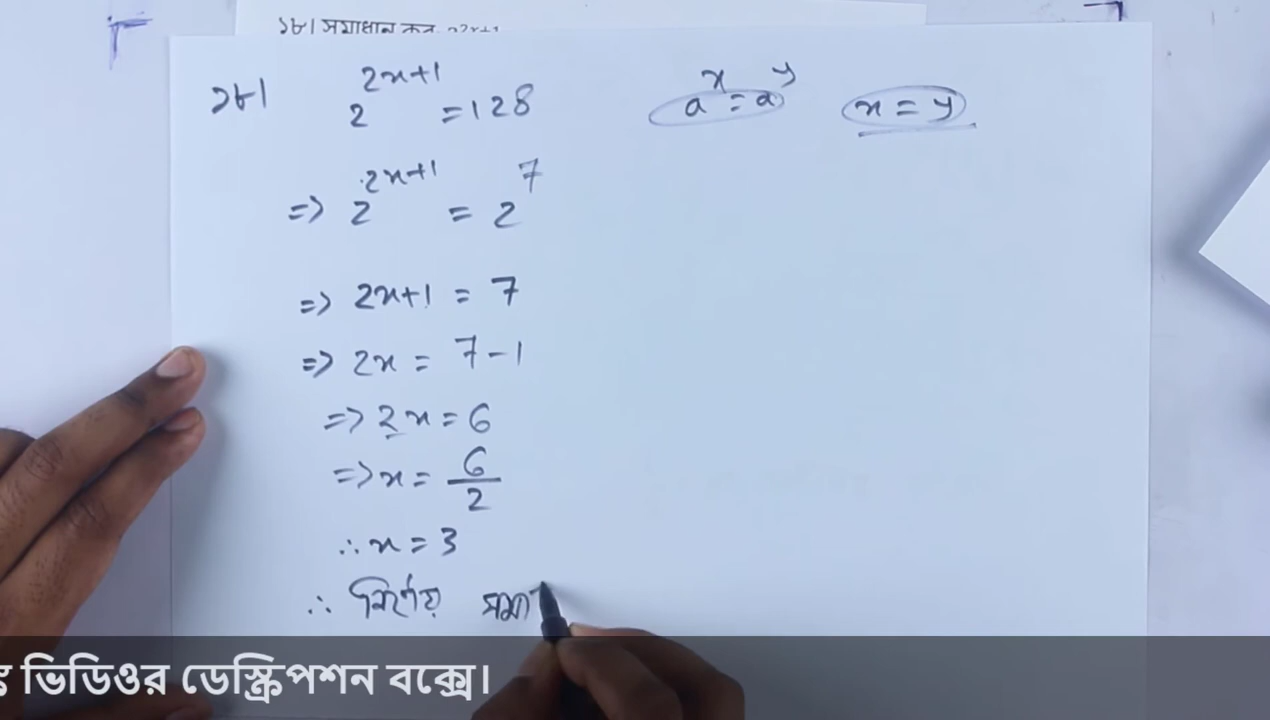 ১৮। সমাধান কর
১৮। 2^{2x+1} = 128
a^x = a^y
x = y
=> 2^{2x+1} = 2^7
=> 2x+1 = 7
=> 2x = 7-1
=> 2x = 6
=> x = 6/2
∴ x = 3
∴ নির্ণেয় সমা
ভিডিওর ডেস্ক্রিপশন বক্সে।